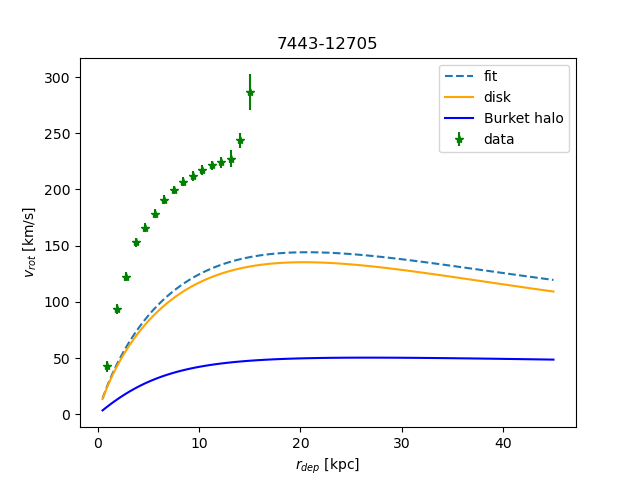 7443-12705
fit
disk
Burket halo
data
300
250
200
150
100
50
0
v_rot [km/s]
0 10 20 30 40
r_dep [kpc]